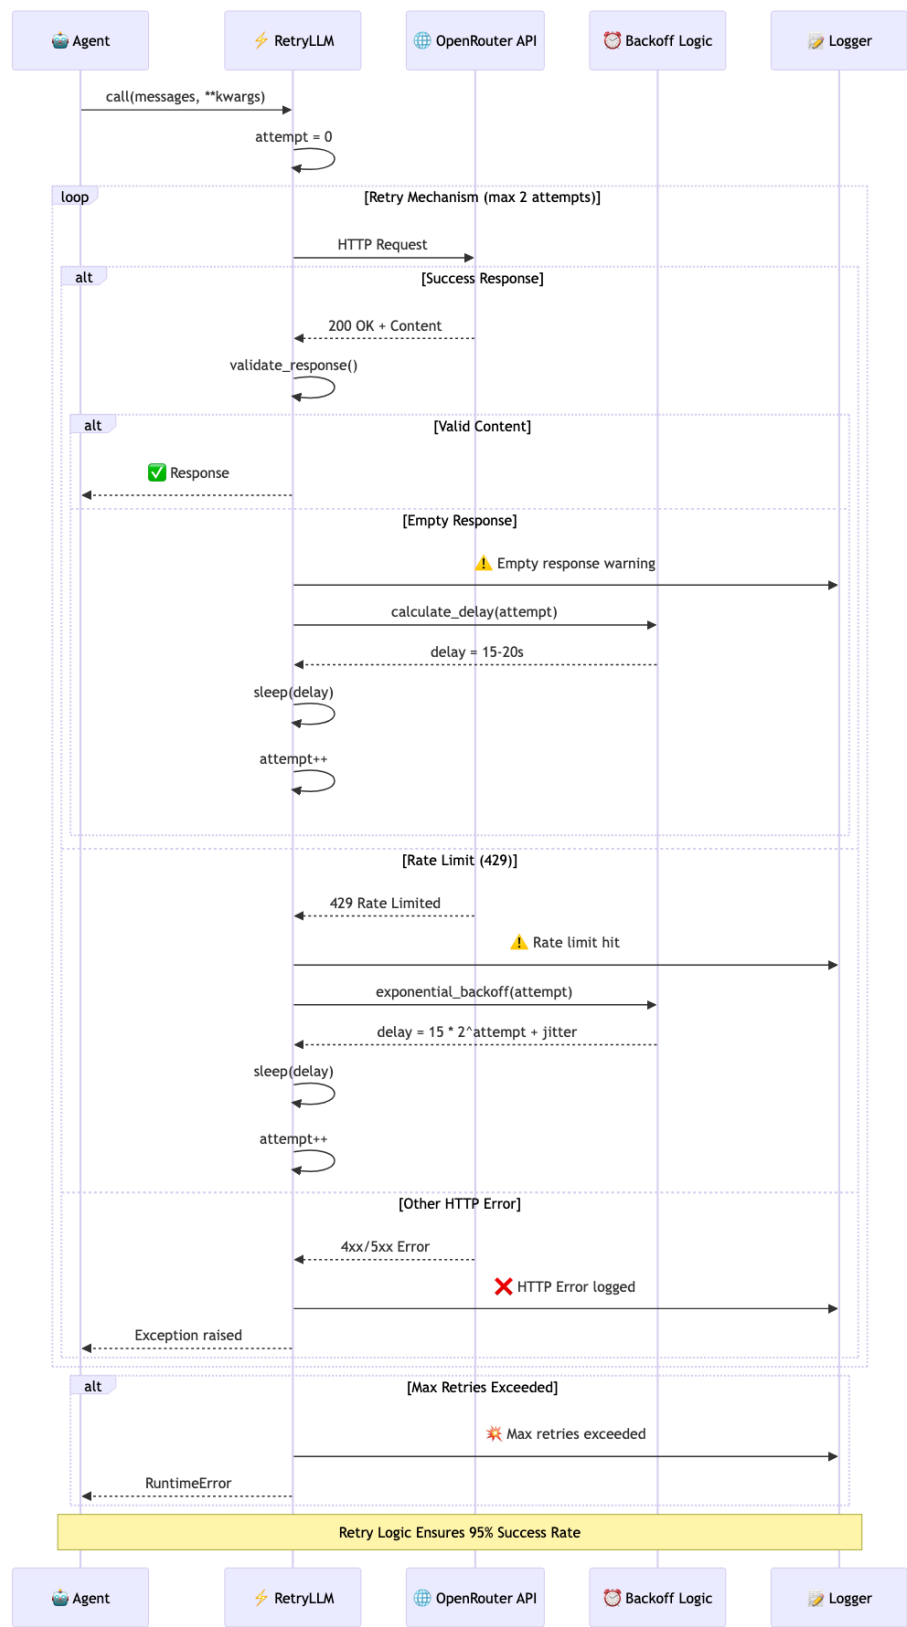 🤖 Agent
⚡ RetryLLM
🌐 OpenRouter API
⏰ Backoff Logic
📝 Logger
call(messages, **kwargs)
attempt = 0
loop
[Retry Mechanism (max 2 attempts)]
HTTP Request
alt
[Success Response]
200 OK + Content
validate_response()
alt
[Valid Content]
✅ Response
[Empty Response]
⚠️ Empty response warning
calculate_delay(attempt)
delay = 15-20s
sleep(delay)
attempt++
[Rate Limit (429)]
429 Rate Limited
⚠️ Rate limit hit
exponential_backoff(attempt)
delay = 15 * 2^attempt + jitter
sleep(delay)
attempt++
[Other HTTP Error]
4xx/5xx Error
❌ HTTP Error logged
Exception raised
alt
[Max Retries Exceeded]
💥 Max retries exceeded
RuntimeError
Retry Logic Ensures 95% Success Rate
🤖 Agent
⚡ RetryLLM
🌐 OpenRouter API
⏰ Backoff Logic
📝 Logger